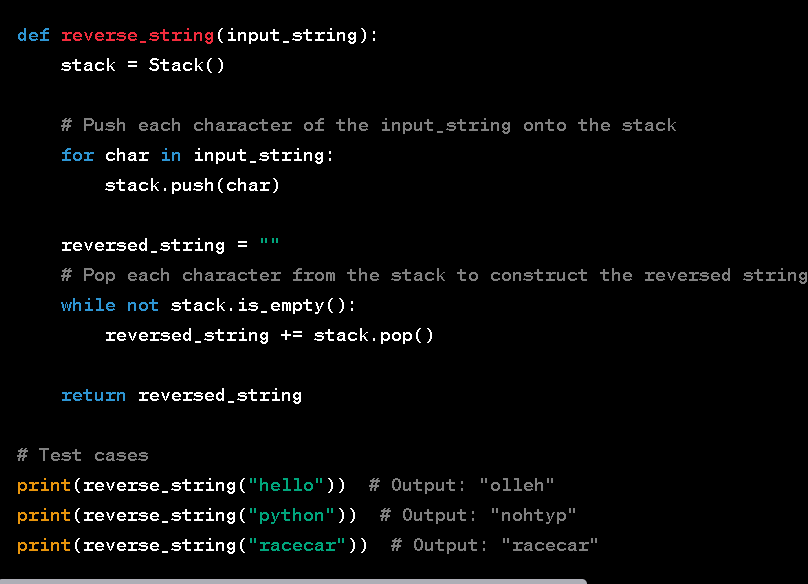 def reverse_string(input_string):
    stack = Stack()
    # Push each character of the input_string onto the stack
    for char in input_string:
        stack.push(char)
    reversed_string = ""
    # Pop each character from the stack to construct the reversed string
    while not stack.is_empty():
        reversed_string += stack.pop()
    return reversed_string
# Test cases
print(reverse_string("hello"))  # Output: "olleh"
print(reverse_string("python"))  # Output: "nohtyp"
print(reverse_string("racecar"))  # Output: "racecar"